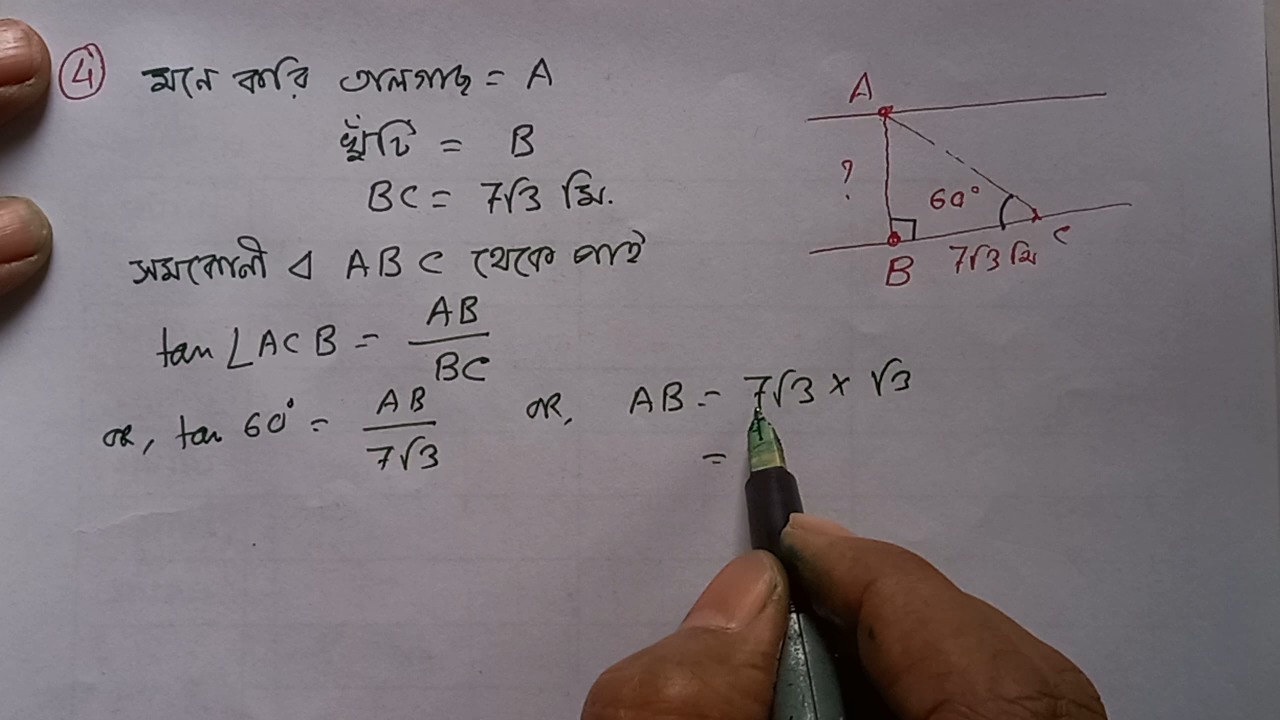 ④ মনে করি তালগাছ = A
খুঁটি = B
BC = 7√3 মি.
সমকোণী △ ABC থেকে পাই
tan ∠ACB = AB / BC
or, tan 60° = AB / 7√3 or, AB = 7√3 × √3
=
A
?
60°
B 7√3 মি C